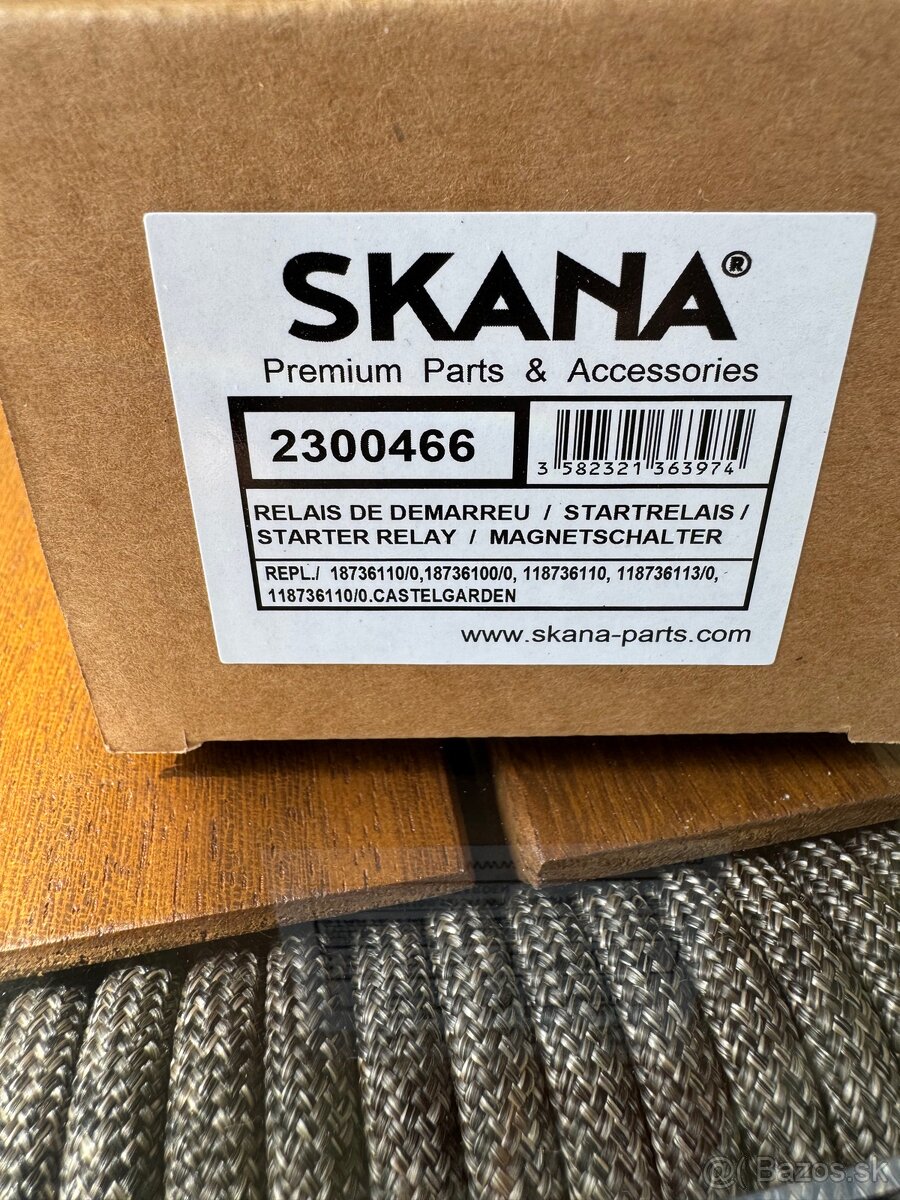 SKANA®
Premium Parts & Accessories
2300466
3 582321 363974
RELAIS DE DEMARREU / STARTRELAIS /
STARTER RELAY / MAGNETSCHALTER
REPL./ 18736110/0,18736100/0, 118736110, 118736113/0,
118736110/0.CASTELGARDEN
www.skana-parts.com
@ Bazos.sk